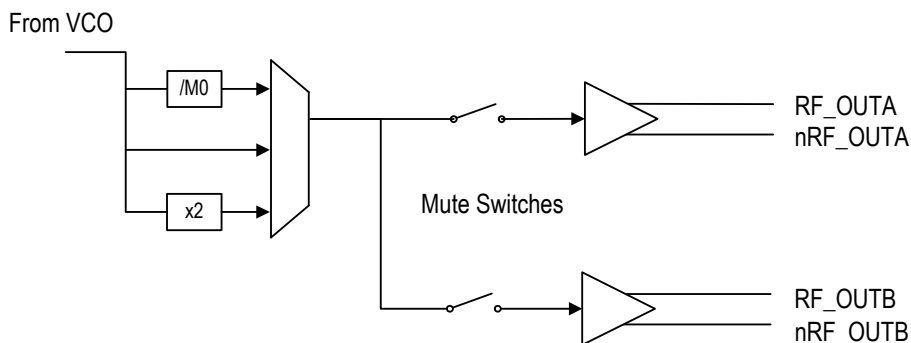 From VCO
/M0
x2
Mute Switches
RF_OUTA
nRF_OUTA
RF_OUTB
nRF_OUTB